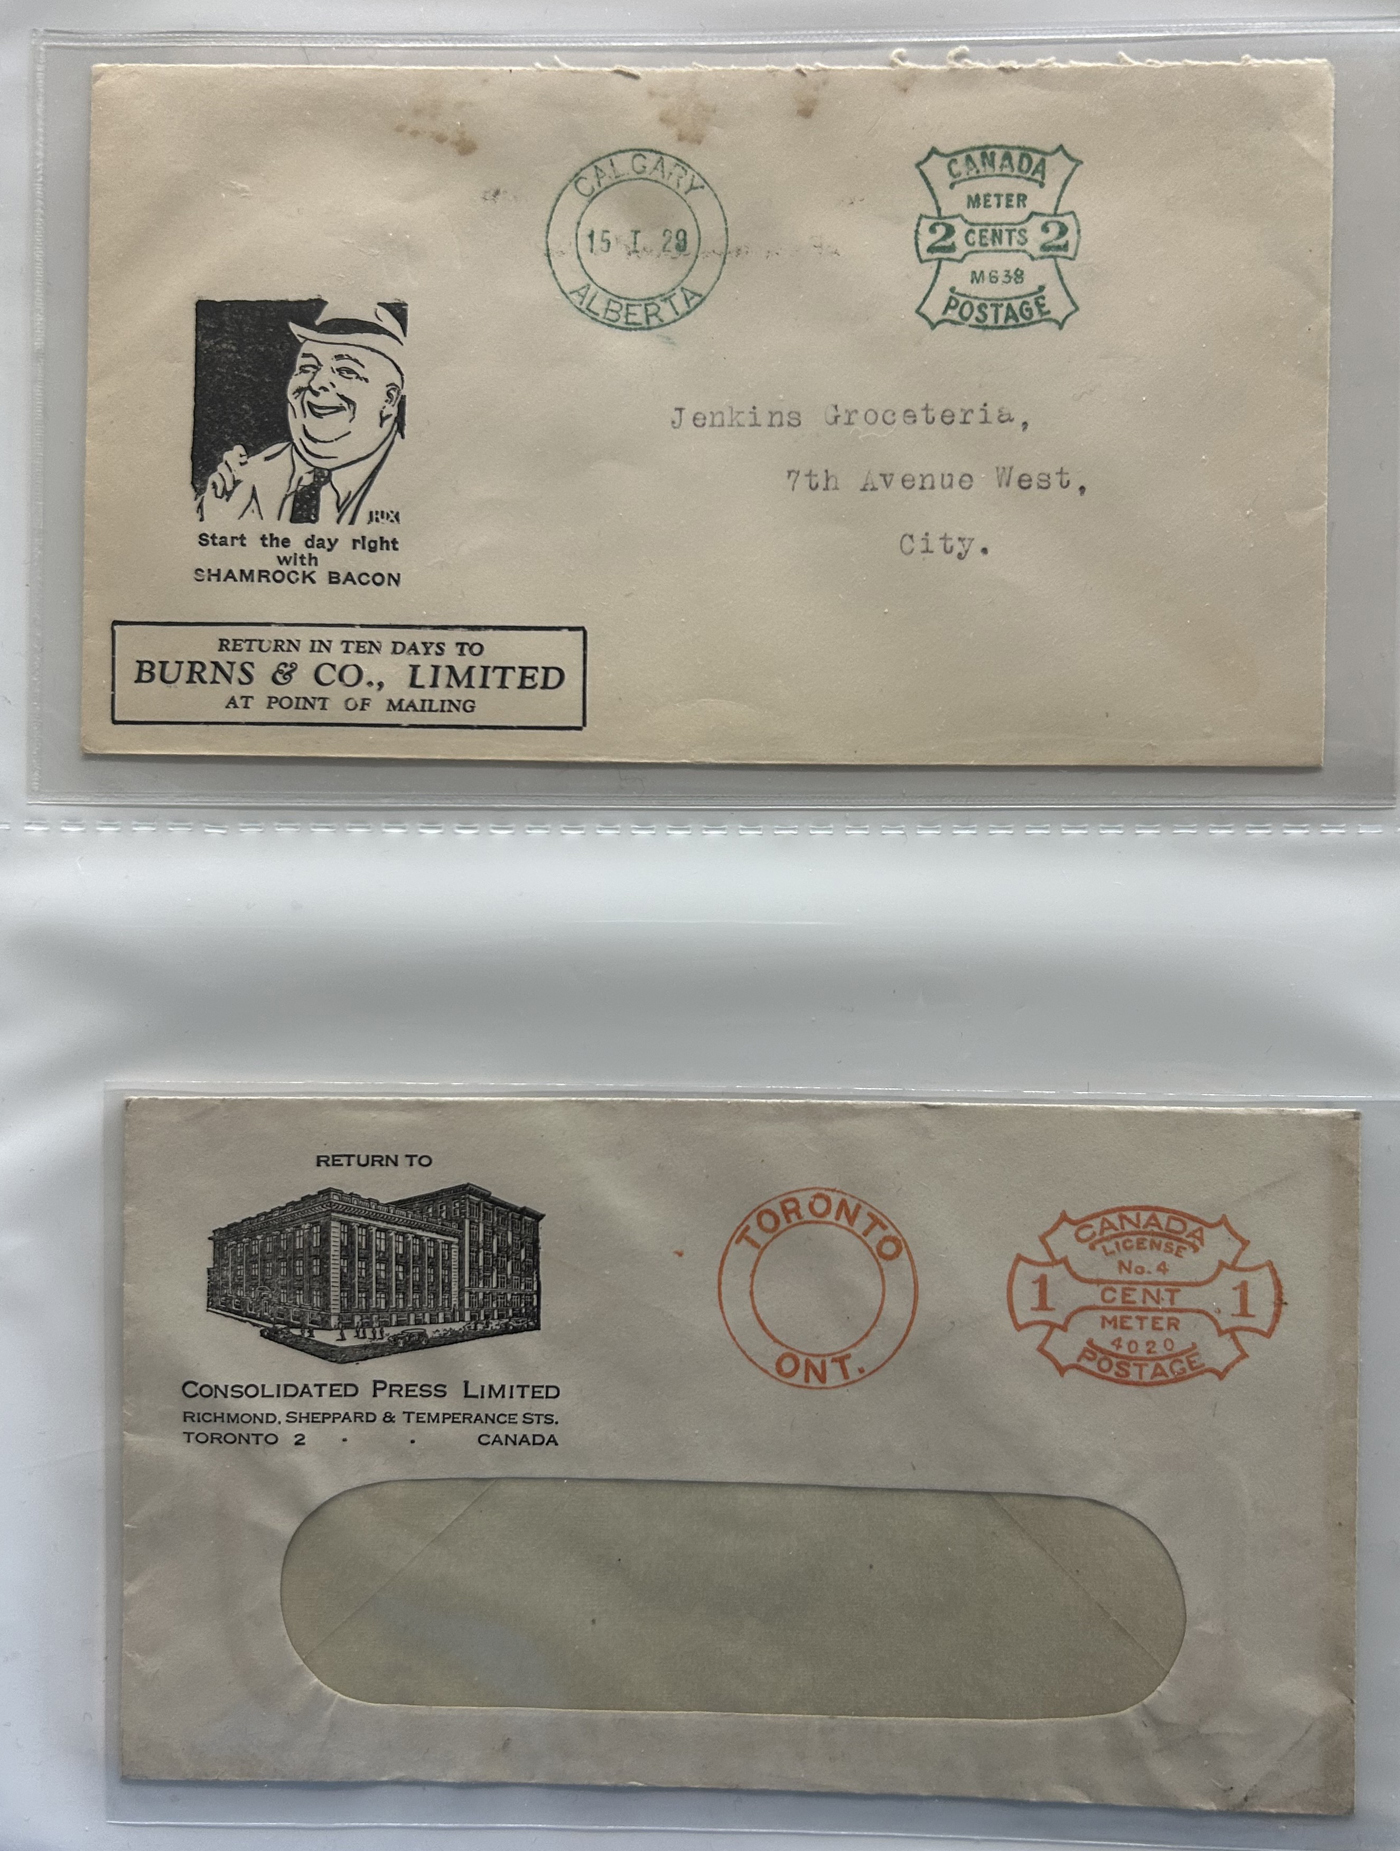 CALGARY
15 I 29
ALBERTA
CANADA
METER
2 CENTS 2
M638
POSTAGE
Jenkins Groceteria,
7th Avenue West,
City.
Start the day right
with
SHAMROCK BACON
RETURN IN TEN DAYS TO
BURNS & CO., LIMITED
AT POINT OF MAILING
RETURN TO
CONSOLIDATED PRESS LIMITED
RICHMOND, SHEPPARD & TEMPERANCE STS.
TORONTO 2 · · CANADA
TORONTO
ONT.
CANADA
LICENSE
No. 4
1 CENT 1
METER
4020
POSTAGE